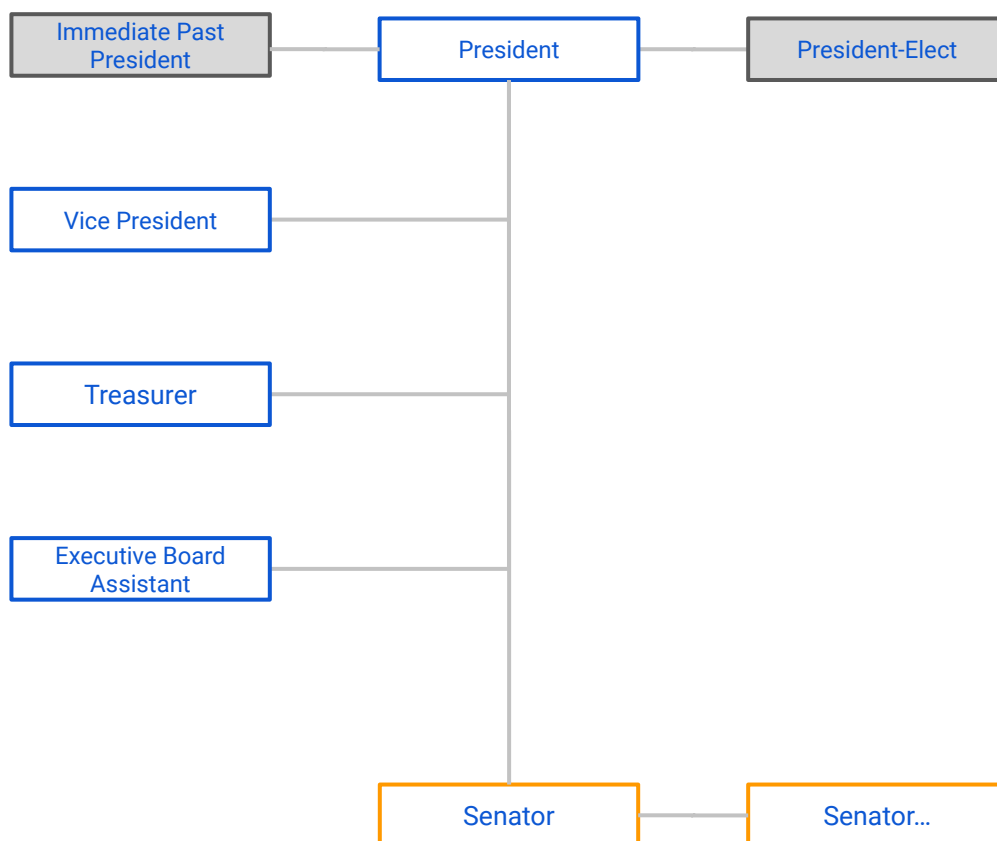 Immediate Past
President
President
President-Elect
Vice President
Treasurer
Executive Board
Assistant
Senator
Senator…